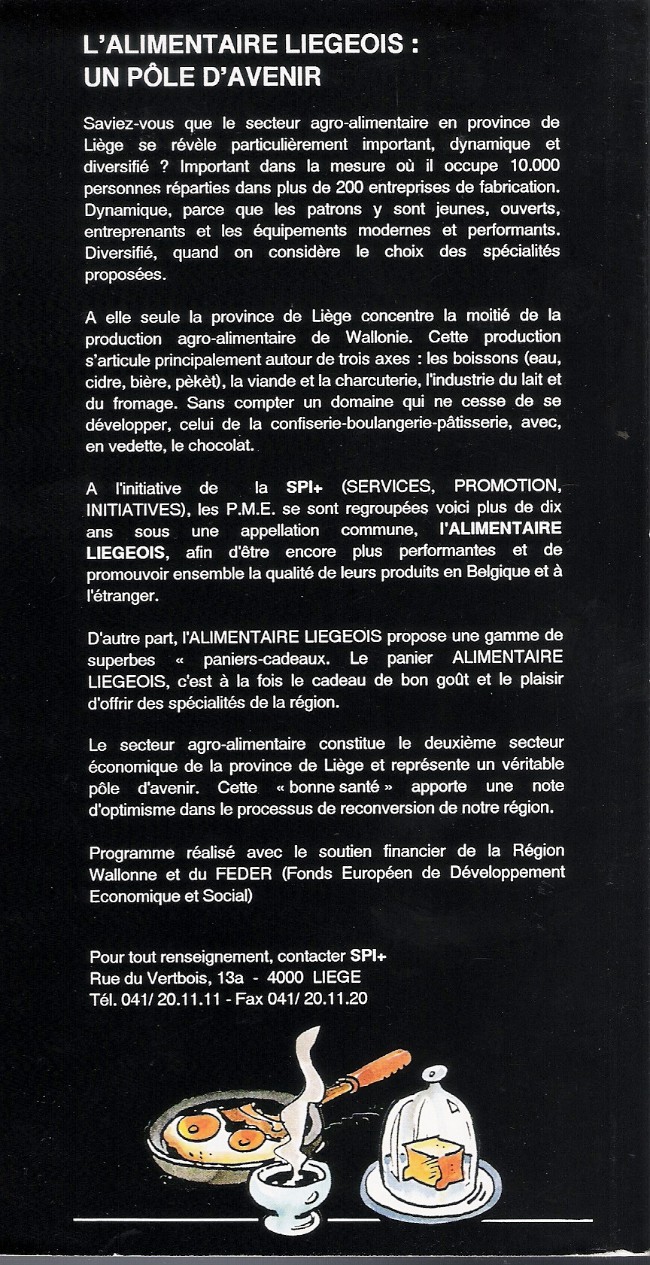 L'ALIMENTAIRE LIEGEOIS :
UN PÔLE D'AVENIR
Saviez-vous que le secteur agro-alimentaire en province de
Liège se révèle particulièrement important, dynamique et
diversifié ? Important dans la mesure où il occupe 10.000
personnes réparties dans plus de 200 entreprises de fabrication.
Dynamique, parce que les patrons y sont jeunes, ouverts,
entreprenants et les équipements modernes et performants.
Diversifié, quand on considère le choix des spécialités
proposées.
A elle seule la province de Liège concentre la moitié de la
production agro-alimentaire de Wallonie. Cette production
s'articule principalement autour de trois axes : les boissons (eau,
cidre, bière, pèkèt), la viande et la charcuterie, l'industrie du lait et
du fromage. Sans compter un domaine qui ne cesse de se
développer, celui de la confiserie-boulangerie-pâtisserie, avec,
en vedette, le chocolat.
A l'initiative de la SPI+ (SERVICES, PROMOTION,
INITIATIVES), les P.M.E. se sont regroupées voici plus de dix
ans sous une appellation commune, l'ALIMENTAIRE
LIEGEOIS, afin d'être encore plus performantes et de
promouvoir ensemble la qualité de leurs produits en Belgique et à
l'étranger.
D'autre part, l'ALIMENTAIRE LIEGEOIS propose une gamme de
superbes « paniers-cadeaux. Le panier ALIMENTAIRE
LIEGEOIS, c'est à la fois le cadeau de bon goût et le plaisir
d'offrir des spécialités de la région.
Le secteur agro-alimentaire constitue le deuxième secteur
économique de la province de Liège et représente un véritable
pôle d'avenir. Cette « bonne santé » apporte une note
d'optimisme dans le processus de reconversion de notre région.
Programme réalisé avec le soutien financier de la Région
Wallonne et du FEDER (Fonds Européen de Développement
Economique et Social)
Pour tout renseignement, contacter SPI+
Rue du Vertbois, 13a - 4000 LIEGE
Tél. 041/ 20.11.11 - Fax 041/ 20.11.20